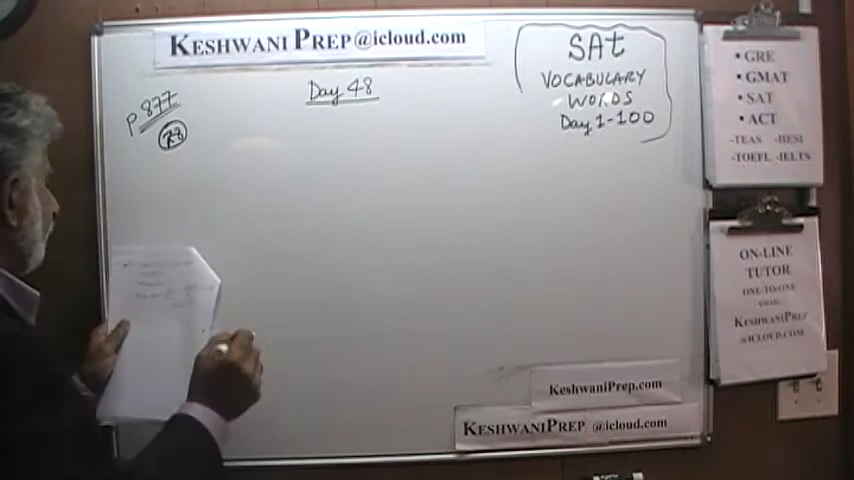 KESHWANI PREP@icloud.com
Day 48
p.877
78
SAt
VOCABULARY
WORDS
Day 1-100
• GRE
• GMAT
• SAT
• ACT
-TEAS -HESI
-TOEFL -IELTS
ON-LINE
TUTOR
ONE-TO-ONE
KESHWANIPREP
@ICLOUD.COM
KeshwaniPrep.com
KESHWANIPREP @icloud.com